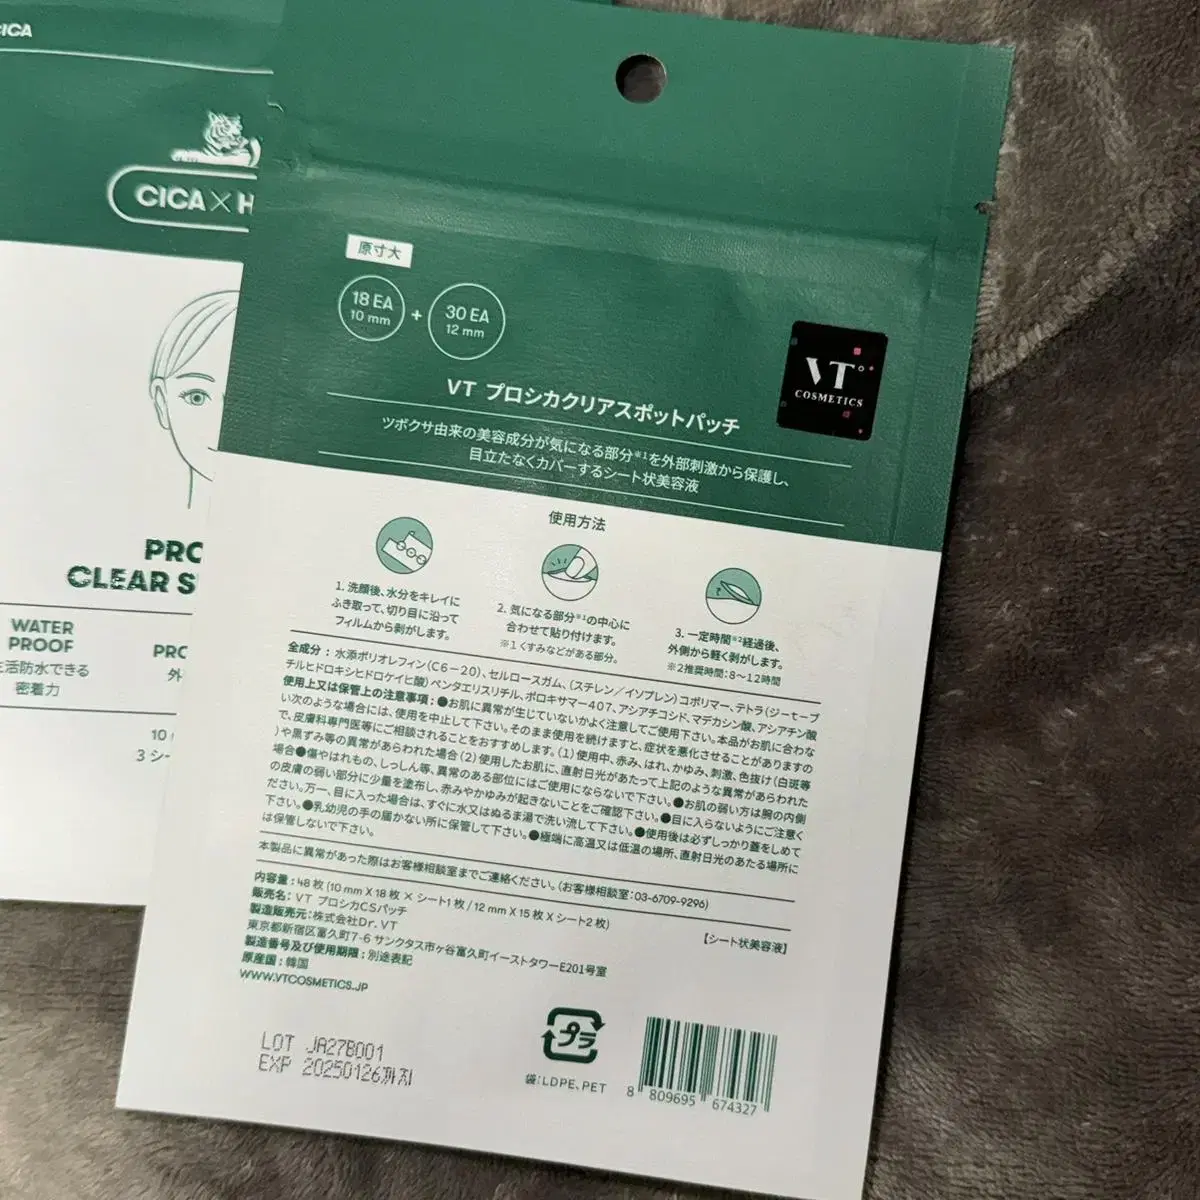 CICA
CICA×H
PRO
CLEAR S
WATER
PROOF
生活防水できる
密着力
PRO
外
10
3 シー
原寸大
18 EA
10 mm
+
30 EA
12 mm
VT
COSMETICS
VT プロシカクリアスポットパッチ
ツボクサ由来の美容成分が気になる部分※1を外部刺激から保護し、
目立たなくカバーするシート状美容液
使用方法
1. 洗顔後、水分をキレイに
ふき取って、切り目に沿って
フィルムから剥がします。
2. 気になる部分※1の中心に
合わせて貼り付けます。
※1 くすみなどがある部分。
3. 一定時間※2経過後、
外側から軽く剥がします。
※2推奨時間:8〜12時間
全成分 : 水添ポリオレフィン(C6-20)、セルロースガム、(スチレン/イソプレン)コポリマー、テトラ(ジ-t-ブ
チルヒドロキシヒドロケイヒ酸)ペンタエリスリチル、ポロキサマー407、アシアチコシド、マデカシン酸、アシアチン酸
使用上又は保管上の注意事項 : ●お肌に異常が生じていないかよく注意してご使用下さい。本品がお肌に合わな
い次のような場合には、使用を中止して下さい。そのまま使用を続けますと、症状を悪化させることがありますの
で、皮膚科専門医等にご相談されることをおすすめします。(1)使用中、赤み、はれ、かゆみ、刺激、色抜け(白斑等
)や黒ずみ等の異常があらわれた場合(2)使用したお肌に、直射日光があたって上記のような異常があらわれた
場合●傷やはれもの、しっしん等、異常のある部位にはご使用にならないで下さい。●お肌の弱い方は腕の内側
の皮膚の弱い部分に少量を塗布し、赤みやかゆみが起きないことをご確認下さい。●目に入らないようにご注意く
ださい。万一、目に入った場合は、すぐに水又はぬるま湯で洗い流して下さい。●使用後は必ずしっかり蓋をしめて
下さい。●乳幼児の手の届かない所に保管して下さい。●極端に高温又は低温の場所、直射日光のあたる場所に
は保管しないで下さい。
本製品に異常があった際はお客様相談室までご連絡ください。(お客様相談室:03-6709-9296)
内容量 : 48 枚 (10 mm X 18 枚 × シート1 枚 / 12 mm X 15 枚 X シート2 枚)
販売名: VT プロシカCSパッチ
【シート状美容液】
製造販売元:株式会社Dr. VT
東京都新宿区富久町7-6 サンクタス市ヶ谷富久町イーストタワーE201号室
製造番号及び使用期限 : 別途表記
原産国 : 韓国
WWW.VTCOSMETICS.JP
LOT JA27B001
EXP 20250126까지
プラ
袋:LDPE、PET
8 809695 674327